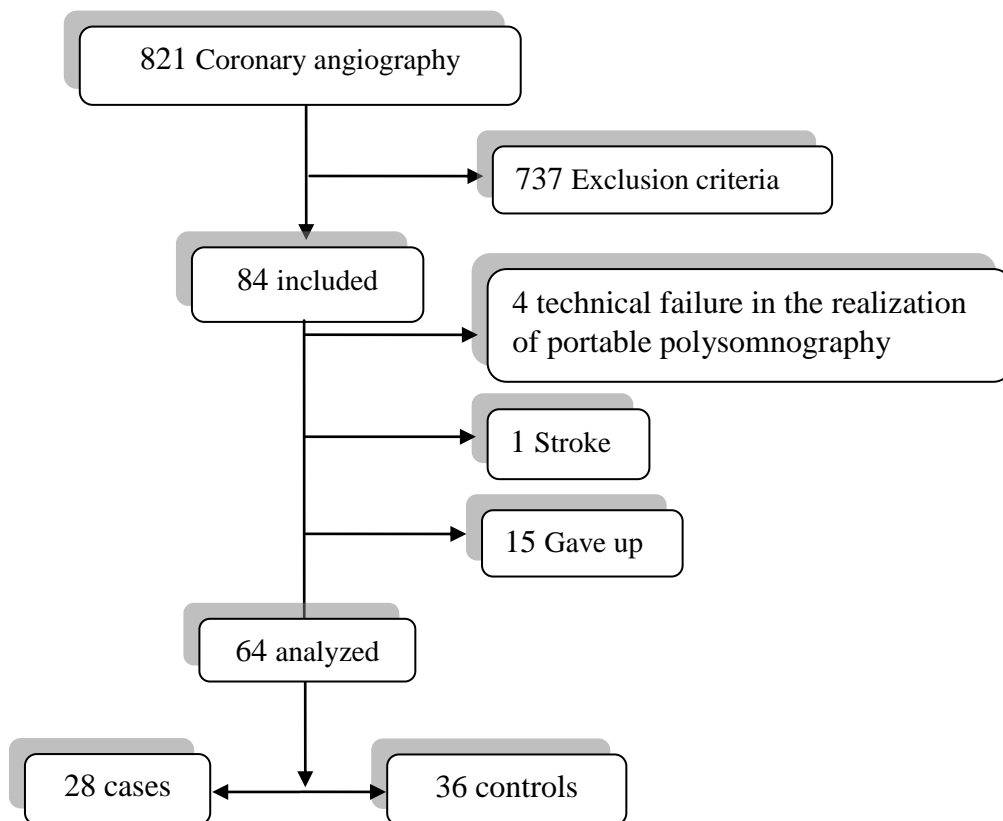 821 Coronary angiography
737 Exclusion criteria
84 included
4 technical failure in the realization
of portable polysomnography
1 Stroke
15 Gave up
64 analyzed
28 cases
36 controls